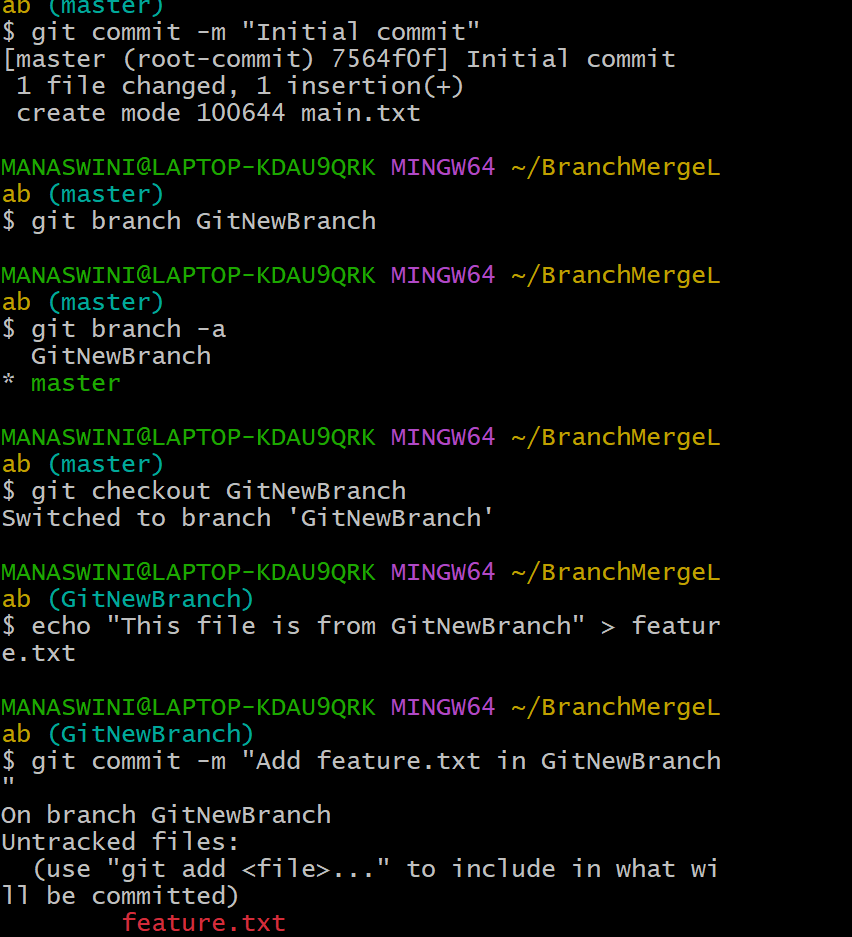 ab (master)
$ git commit -m "Initial commit"
[master (root-commit) 7564f0f] Initial commit
 1 file changed, 1 insertion(+)
 create mode 100644 main.txt
MANASWINI@LAPTOP-KDAU9QRK MINGW64 ~/BranchMergeL
ab (master)
$ git branch GitNewBranch
MANASWINI@LAPTOP-KDAU9QRK MINGW64 ~/BranchMergeL
ab (master)
$ git branch -a
  GitNewBranch
* master
MANASWINI@LAPTOP-KDAU9QRK MINGW64 ~/BranchMergeL
ab (master)
$ git checkout GitNewBranch
Switched to branch 'GitNewBranch'
MANASWINI@LAPTOP-KDAU9QRK MINGW64 ~/BranchMergeL
ab (GitNewBranch)
$ echo "This file is from GitNewBranch" > featur
e.txt
MANASWINI@LAPTOP-KDAU9QRK MINGW64 ~/BranchMergeL
ab (GitNewBranch)
$ git commit -m "Add feature.txt in GitNewBranch
"
On branch GitNewBranch
Untracked files:
  (use "git add <file>..." to include in what wi
ll be committed)
        feature.txt